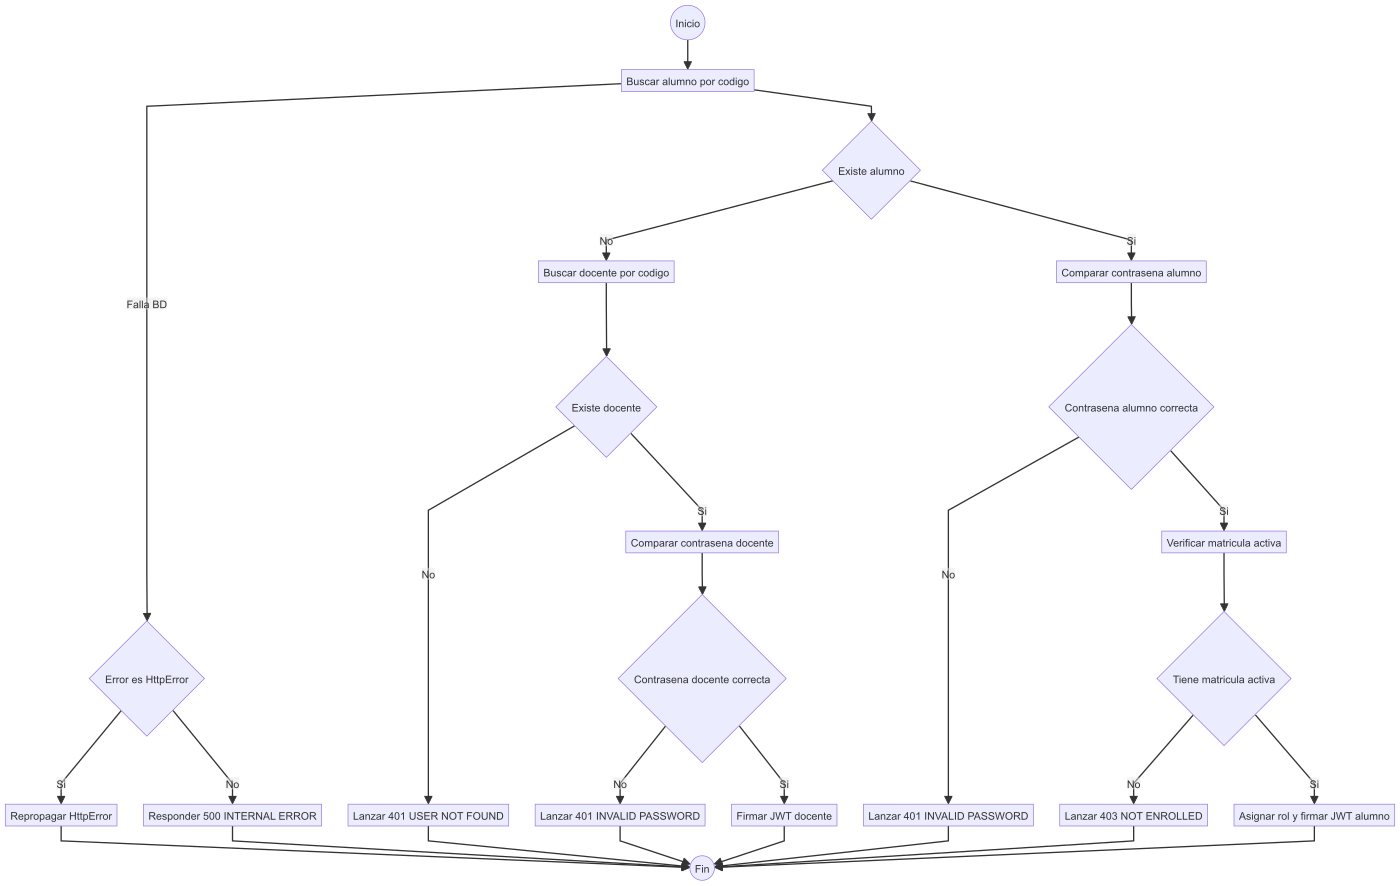 Inicio
Buscar alumno por codigo
Existe alumno
No
Si
Buscar docente por codigo
Comparar contrasena alumno
Falla BD
Existe docente
Contrasena alumno correcta
Si
Si
Comparar contrasena docente
Verificar matricula activa
No
No
Error es HttpError
Contrasena docente correcta
Tiene matricula activa
Si
No
No
Si
No
Si
Repropagar HttpError
Responder 500 INTERNAL ERROR
Lanzar 401 USER NOT FOUND
Lanzar 401 INVALID PASSWORD
Firmar JWT docente
Lanzar 401 INVALID PASSWORD
Lanzar 403 NOT ENROLLED
Asignar rol y firmar JWT alumno
Fin